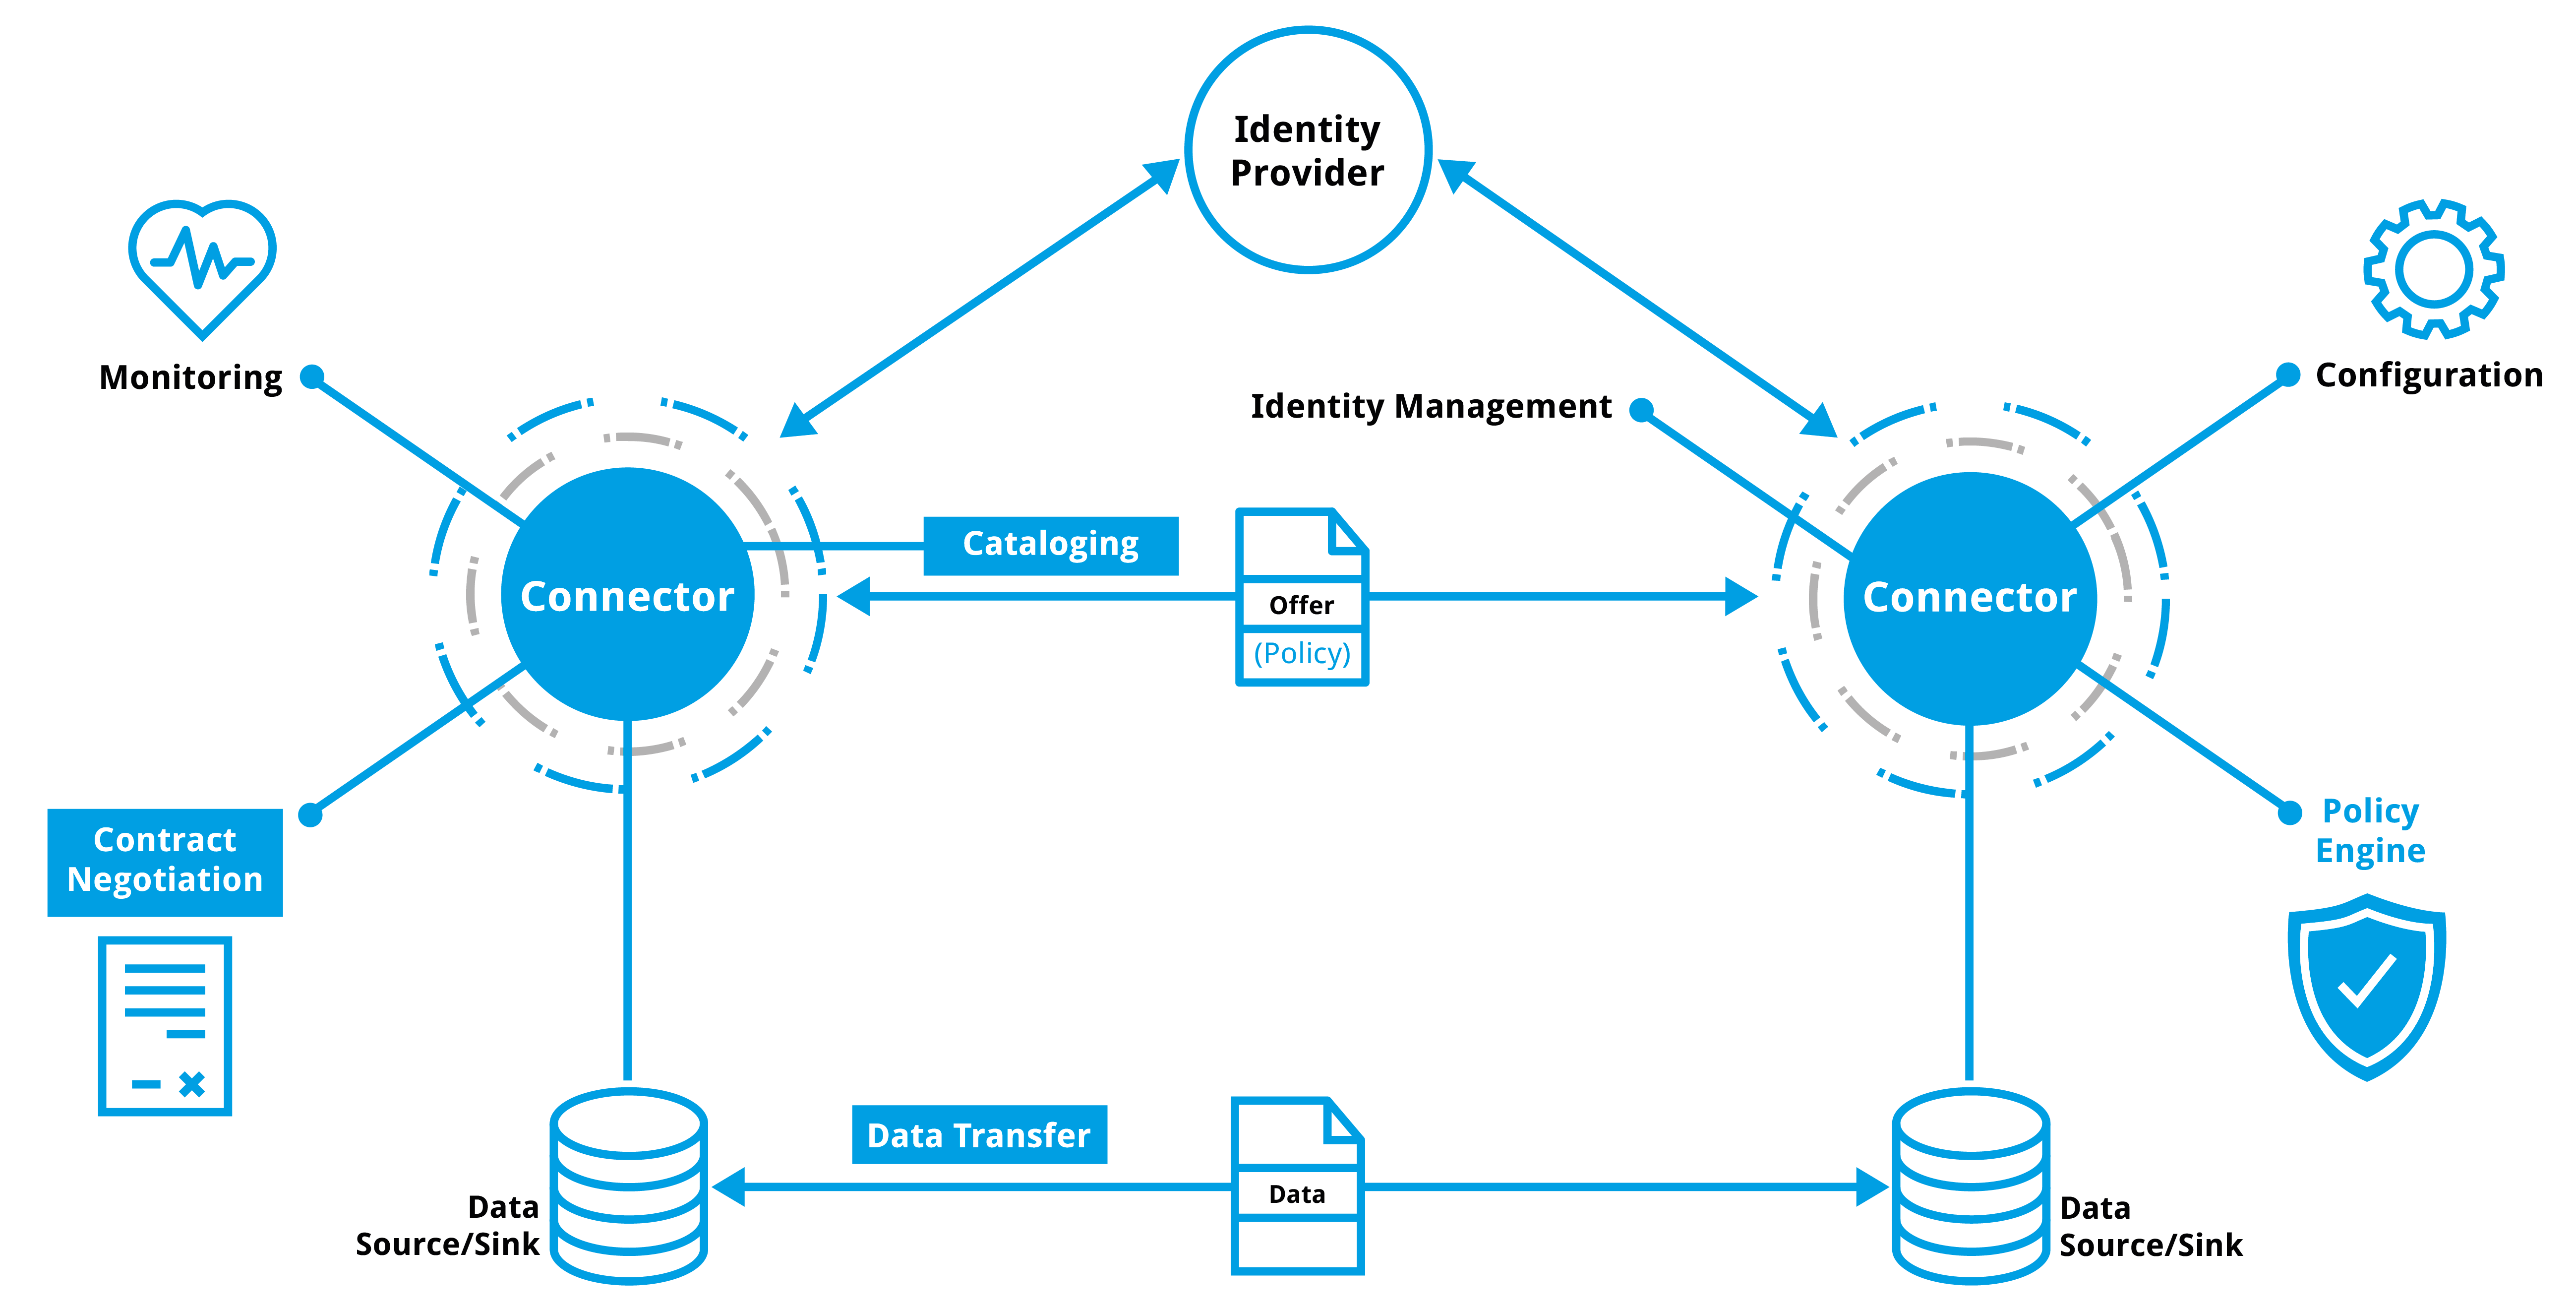 Identity
Provider
Monitoring
Configuration
Identity Management
Cataloging
Connector
Offer
(Policy)
Connector
Contract
Negotiation
Policy
Engine
Data Transfer
Data
Source/Sink
Data
Data
Source/Sink